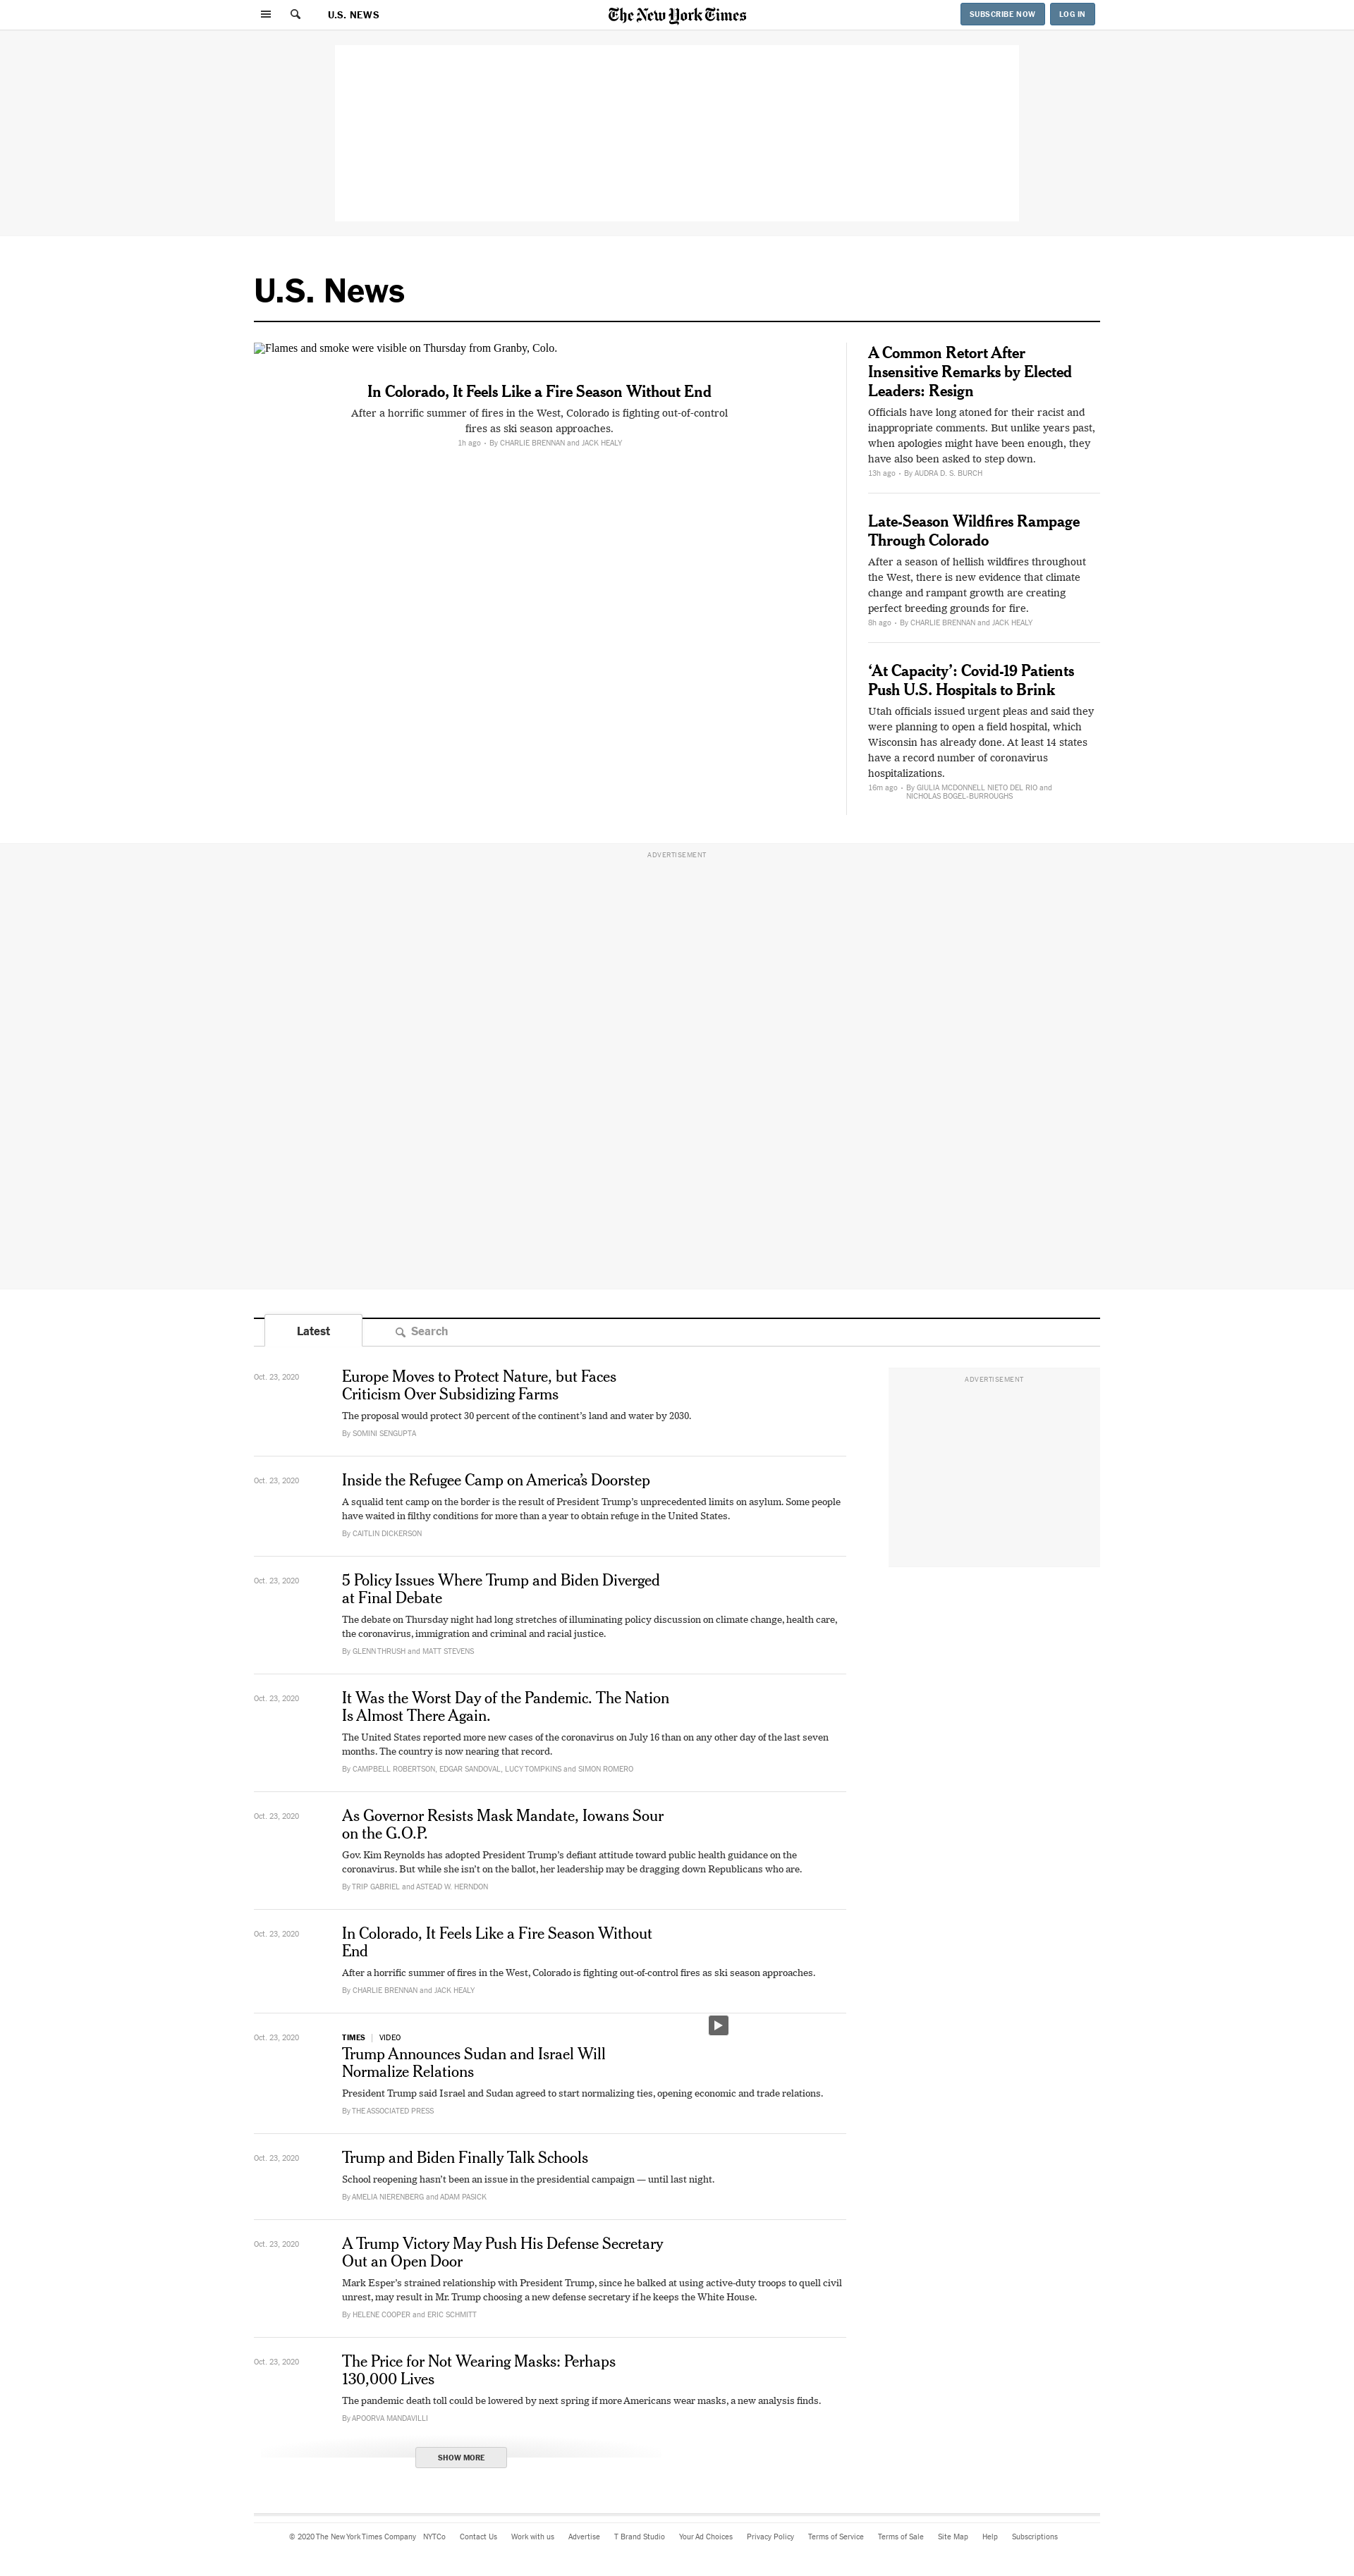 U.S. NEWS
The New York Times
SUBSCRIBE NOW
LOG IN
U.S. News
Flames and smoke were visible on Thursday from Granby, Colo.
In Colorado, It Feels Like a Fire Season Without End
After a horrific summer of fires in the West, Colorado is fighting out-of-control
fires as ski season approaches.
1h ago • By CHARLIE BRENNAN and JACK HEALY
A Common Retort After
Insensitive Remarks by Elected
Leaders: Resign
Officials have long atoned for their racist and
inappropriate comments. But unlike years past,
when apologies might have been enough, they
have also been asked to step down.
13h ago • By AUDRA D. S. BURCH
Late-Season Wildfires Rampage
Through Colorado
After a season of hellish wildfires throughout
the West, there is new evidence that climate
change and rampant growth are creating
perfect breeding grounds for fire.
8h ago • By CHARLIE BRENNAN and JACK HEALY
‘At Capacity’: Covid-19 Patients
Push U.S. Hospitals to Brink
Utah officials issued urgent pleas and said they
were planning to open a field hospital, which
Wisconsin has already done. At least 14 states
have a record number of coronavirus
hospitalizations.
16m ago • By GIULIA MCDONNELL NIETO DEL RIO and
NICHOLAS BOGEL-BURROUGHS
ADVERTISEMENT
Latest
Search
Oct. 23, 2020
Europe Moves to Protect Nature, but Faces
Criticism Over Subsidizing Farms
The proposal would protect 30 percent of the continent’s land and water by 2030.
By SOMINI SENGUPTA
ADVERTISEMENT
Oct. 23, 2020
Inside the Refugee Camp on America’s Doorstep
A squalid tent camp on the border is the result of President Trump’s unprecedented limits on asylum. Some people
have waited in filthy conditions for more than a year to obtain refuge in the United States.
By CAITLIN DICKERSON
Oct. 23, 2020
5 Policy Issues Where Trump and Biden Diverged
at Final Debate
The debate on Thursday night had long stretches of illuminating policy discussion on climate change, health care,
the coronavirus, immigration and criminal and racial justice.
By GLENN THRUSH and MATT STEVENS
Oct. 23, 2020
It Was the Worst Day of the Pandemic. The Nation
Is Almost There Again.
The United States reported more new cases of the coronavirus on July 16 than on any other day of the last seven
months. The country is now nearing that record.
By CAMPBELL ROBERTSON, EDGAR SANDOVAL, LUCY TOMPKINS and SIMON ROMERO
Oct. 23, 2020
As Governor Resists Mask Mandate, Iowans Sour
on the G.O.P.
Gov. Kim Reynolds has adopted President Trump’s defiant attitude toward public health guidance on the
coronavirus. But while she isn’t on the ballot, her leadership may be dragging down Republicans who are.
By TRIP GABRIEL and ASTEAD W. HERNDON
Oct. 23, 2020
In Colorado, It Feels Like a Fire Season Without
End
After a horrific summer of fires in the West, Colorado is fighting out-of-control fires as ski season approaches.
By CHARLIE BRENNAN and JACK HEALY
Oct. 23, 2020
TIMES | VIDEO
Trump Announces Sudan and Israel Will
Normalize Relations
President Trump said Israel and Sudan agreed to start normalizing ties, opening economic and trade relations.
By THE ASSOCIATED PRESS
Oct. 23, 2020
Trump and Biden Finally Talk Schools
School reopening hasn’t been an issue in the presidential campaign — until last night.
By AMELIA NIERENBERG and ADAM PASICK
Oct. 23, 2020
A Trump Victory May Push His Defense Secretary
Out an Open Door
Mark Esper’s strained relationship with President Trump, since he balked at using active-duty troops to quell civil
unrest, may result in Mr. Trump choosing a new defense secretary if he keeps the White House.
By HELENE COOPER and ERIC SCHMITT
Oct. 23, 2020
The Price for Not Wearing Masks: Perhaps
130,000 Lives
The pandemic death toll could be lowered by next spring if more Americans wear masks, a new analysis finds.
By APOORVA MANDAVILLI
SHOW MORE
© 2020 The New York Times Company NYTCo Contact Us Work with us Advertise T Brand Studio Your Ad Choices Privacy Policy Terms of Service Terms of Sale Site Map Help Subscriptions